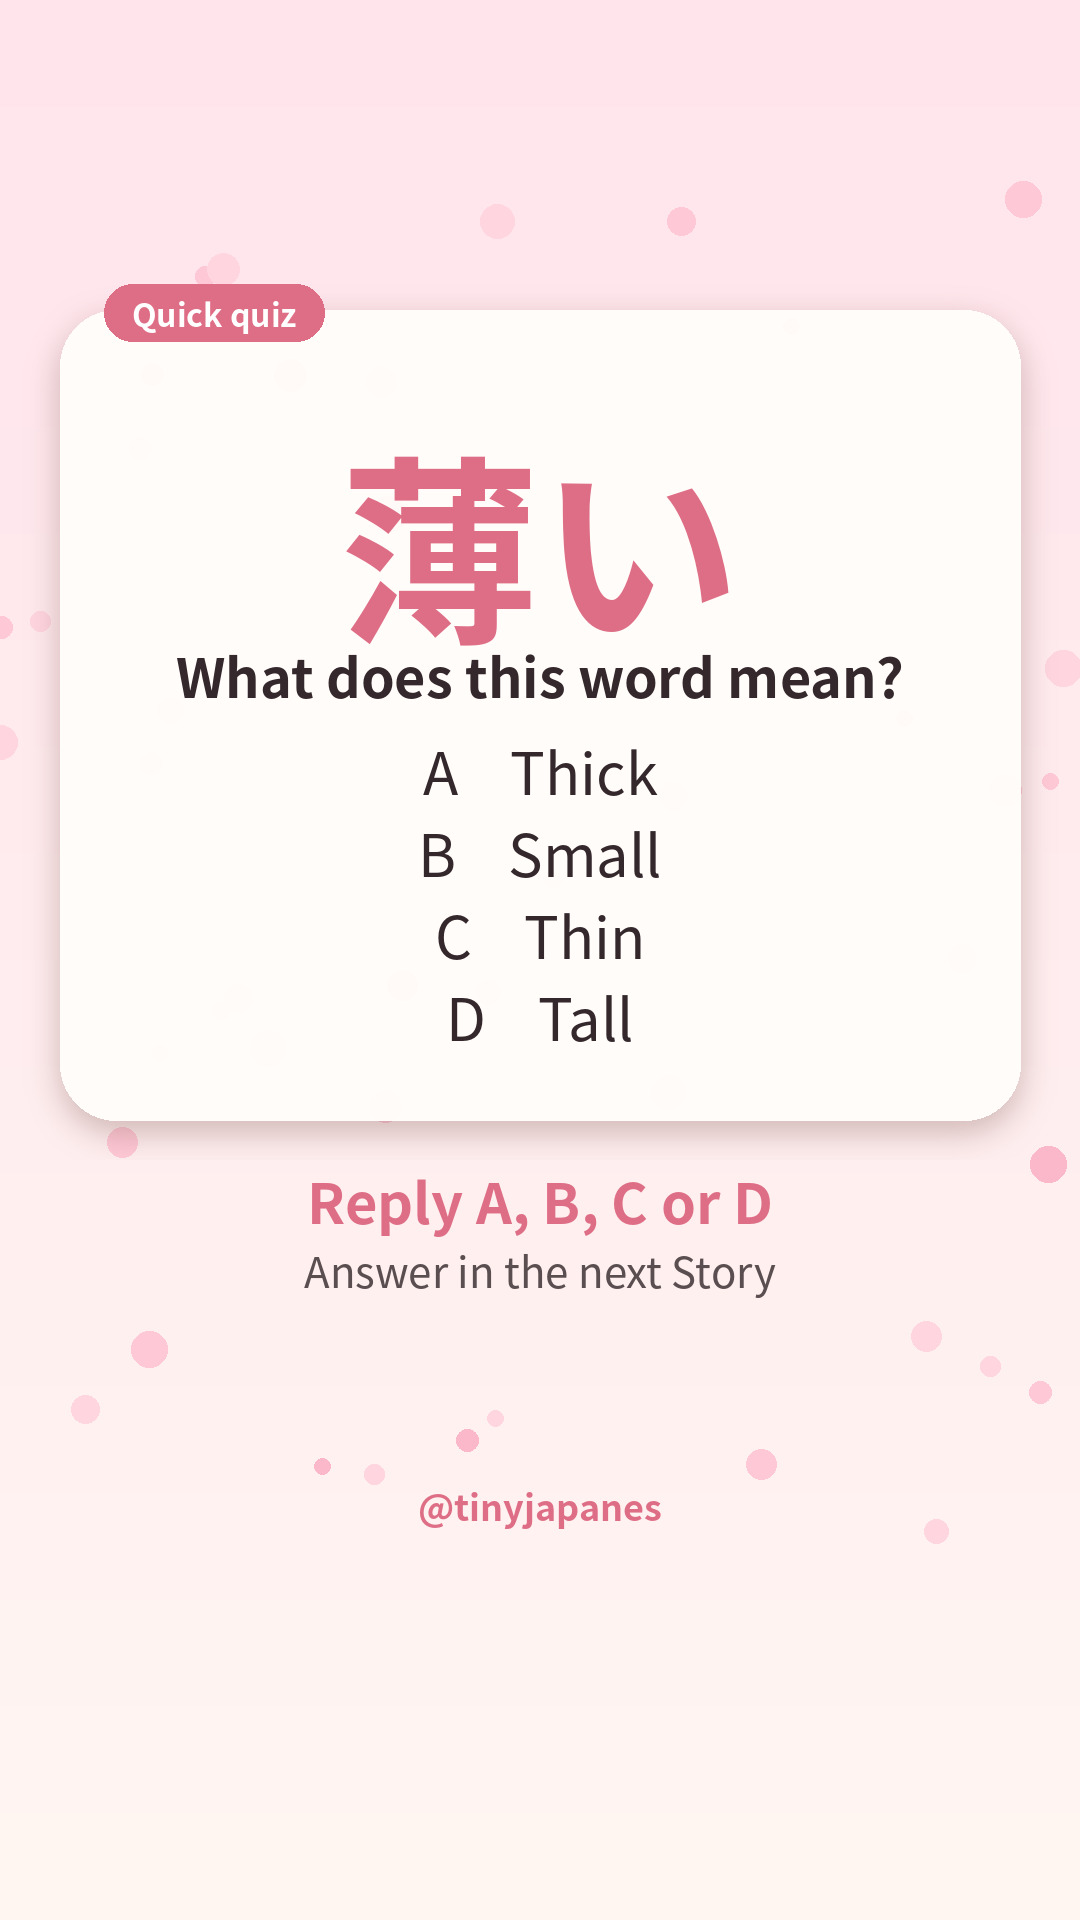 Quick quiz
薄い
What does this word mean?
A Thick
B Small
C Thin
D Tall
Reply A, B, C or D
Answer in the next Story
@tinyjapanes